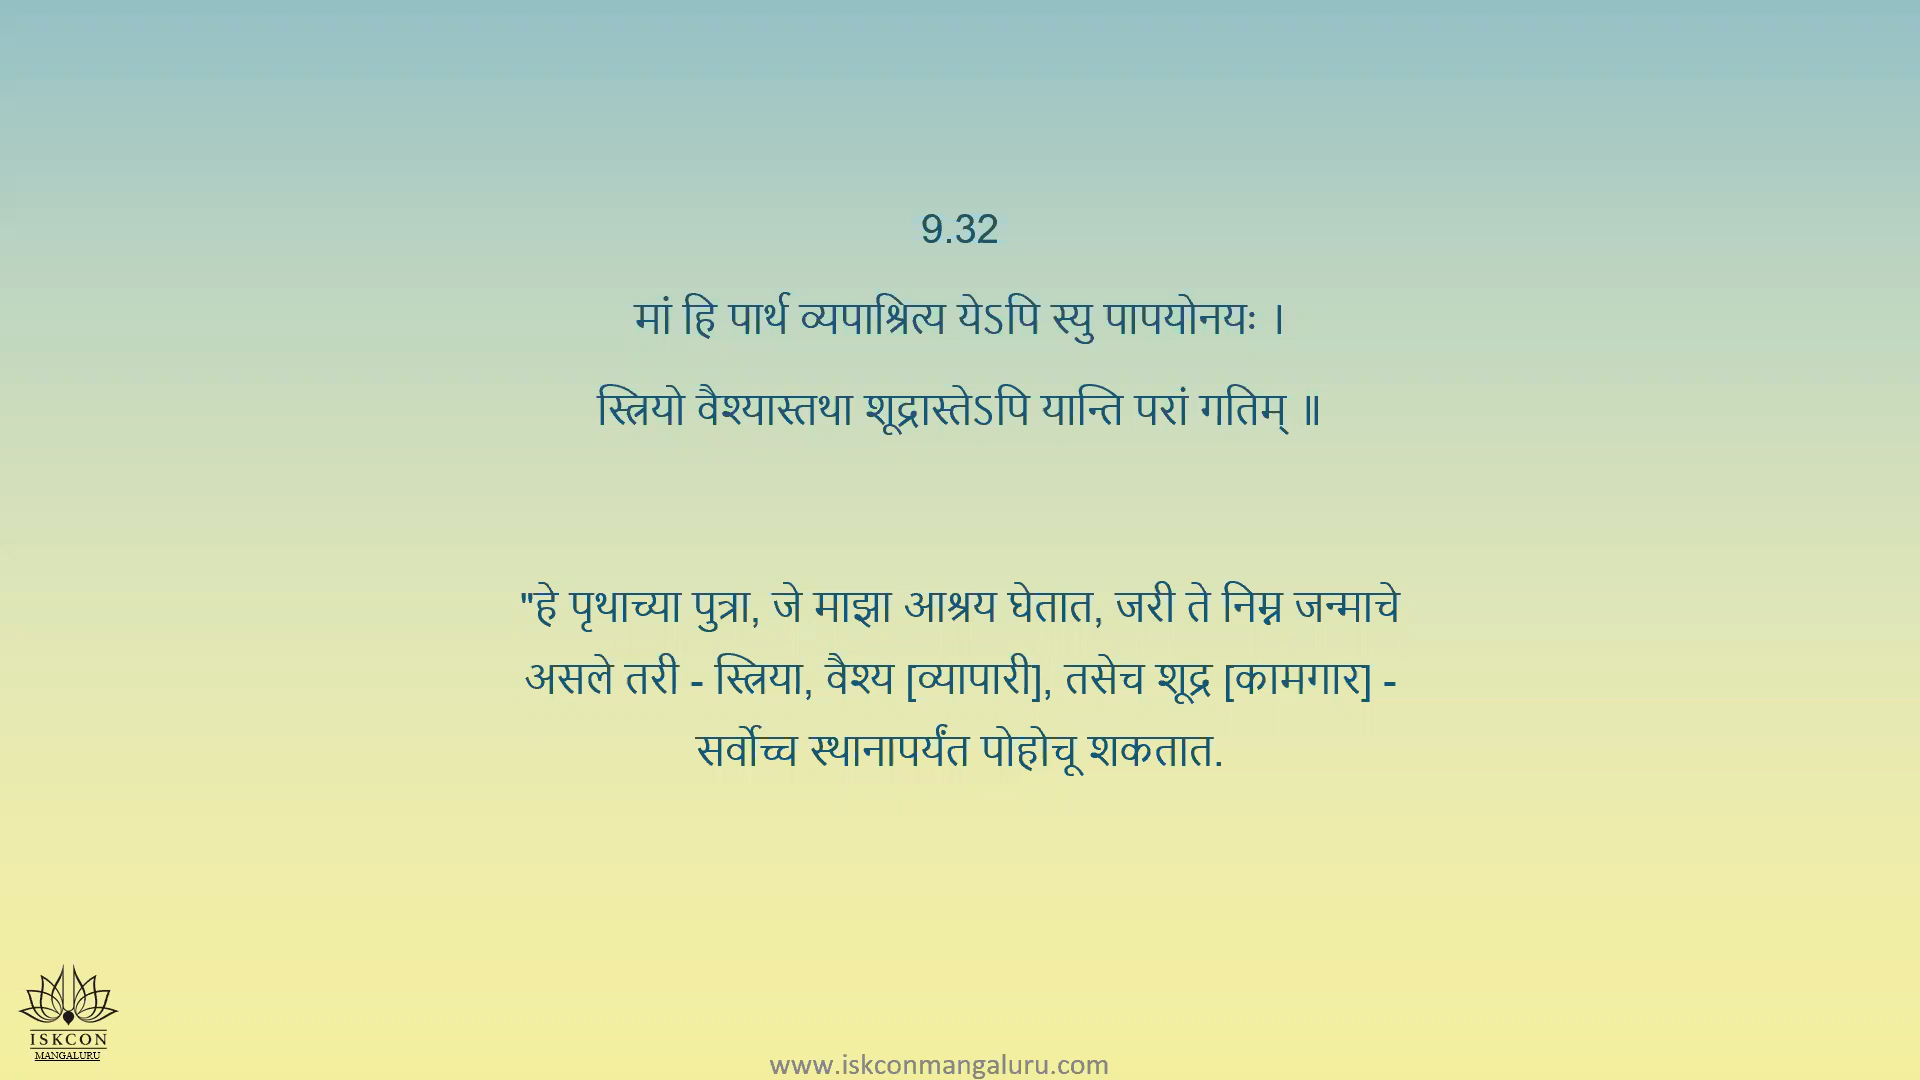 9.32
मां हि पार्थ व्यपाश्रित्य येऽपि स्यु पापयोनयः ।
स्त्रियो वैश्यास्तथा शूद्रास्तेऽपि यान्ति परां गतिम् ॥
"हे पृथाच्या पुत्रा, जे माझा आश्रय घेतात, जरी ते निम्न जन्माचे
असले तरी - स्त्रिया, वैश्य [व्यापारी], तसेच शूद्र [कामगार] -
सर्वोच्च स्थानापर्यंत पोहोचू शकतात.
ISKCON
MANGALURU
www.iskconmangaluru.com